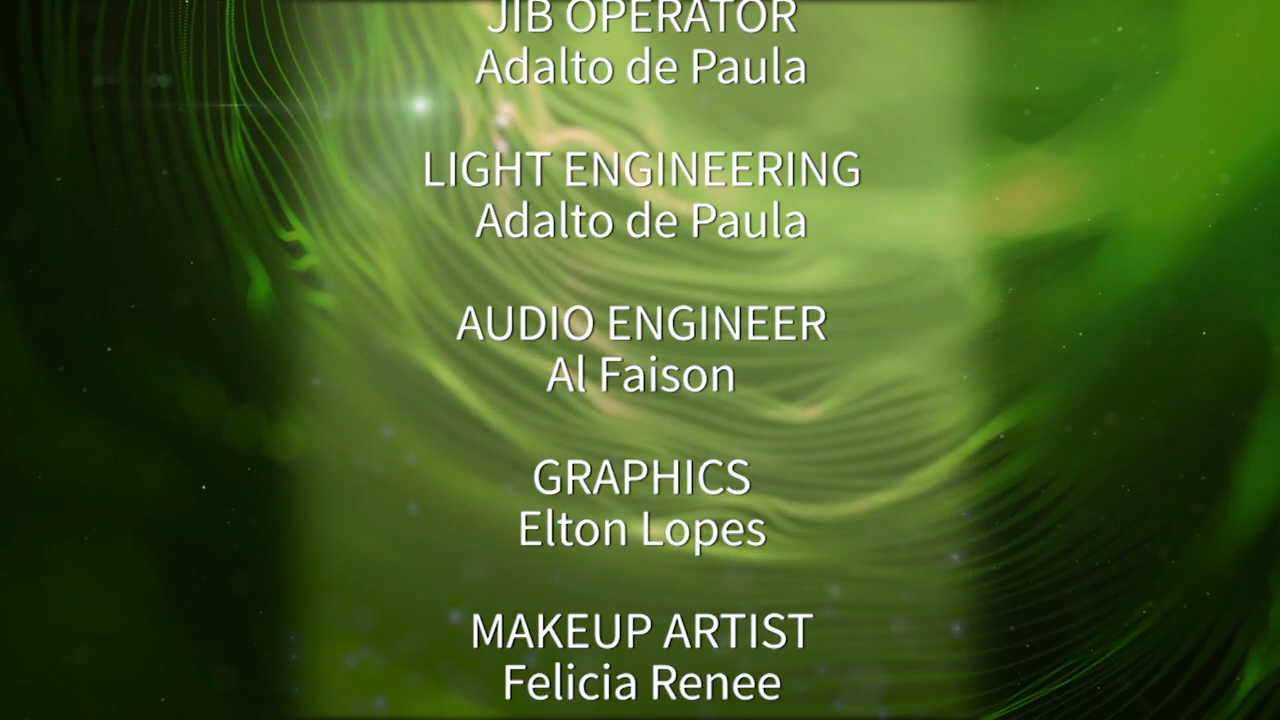 JIB OPERATOR
Adalto de Paula
LIGHT ENGINEERING
Adalto de Paula
AUDIO ENGINEER
Al Faison
GRAPHICS
Elton Lopes
MAKEUP ARTIST
Felicia Renee